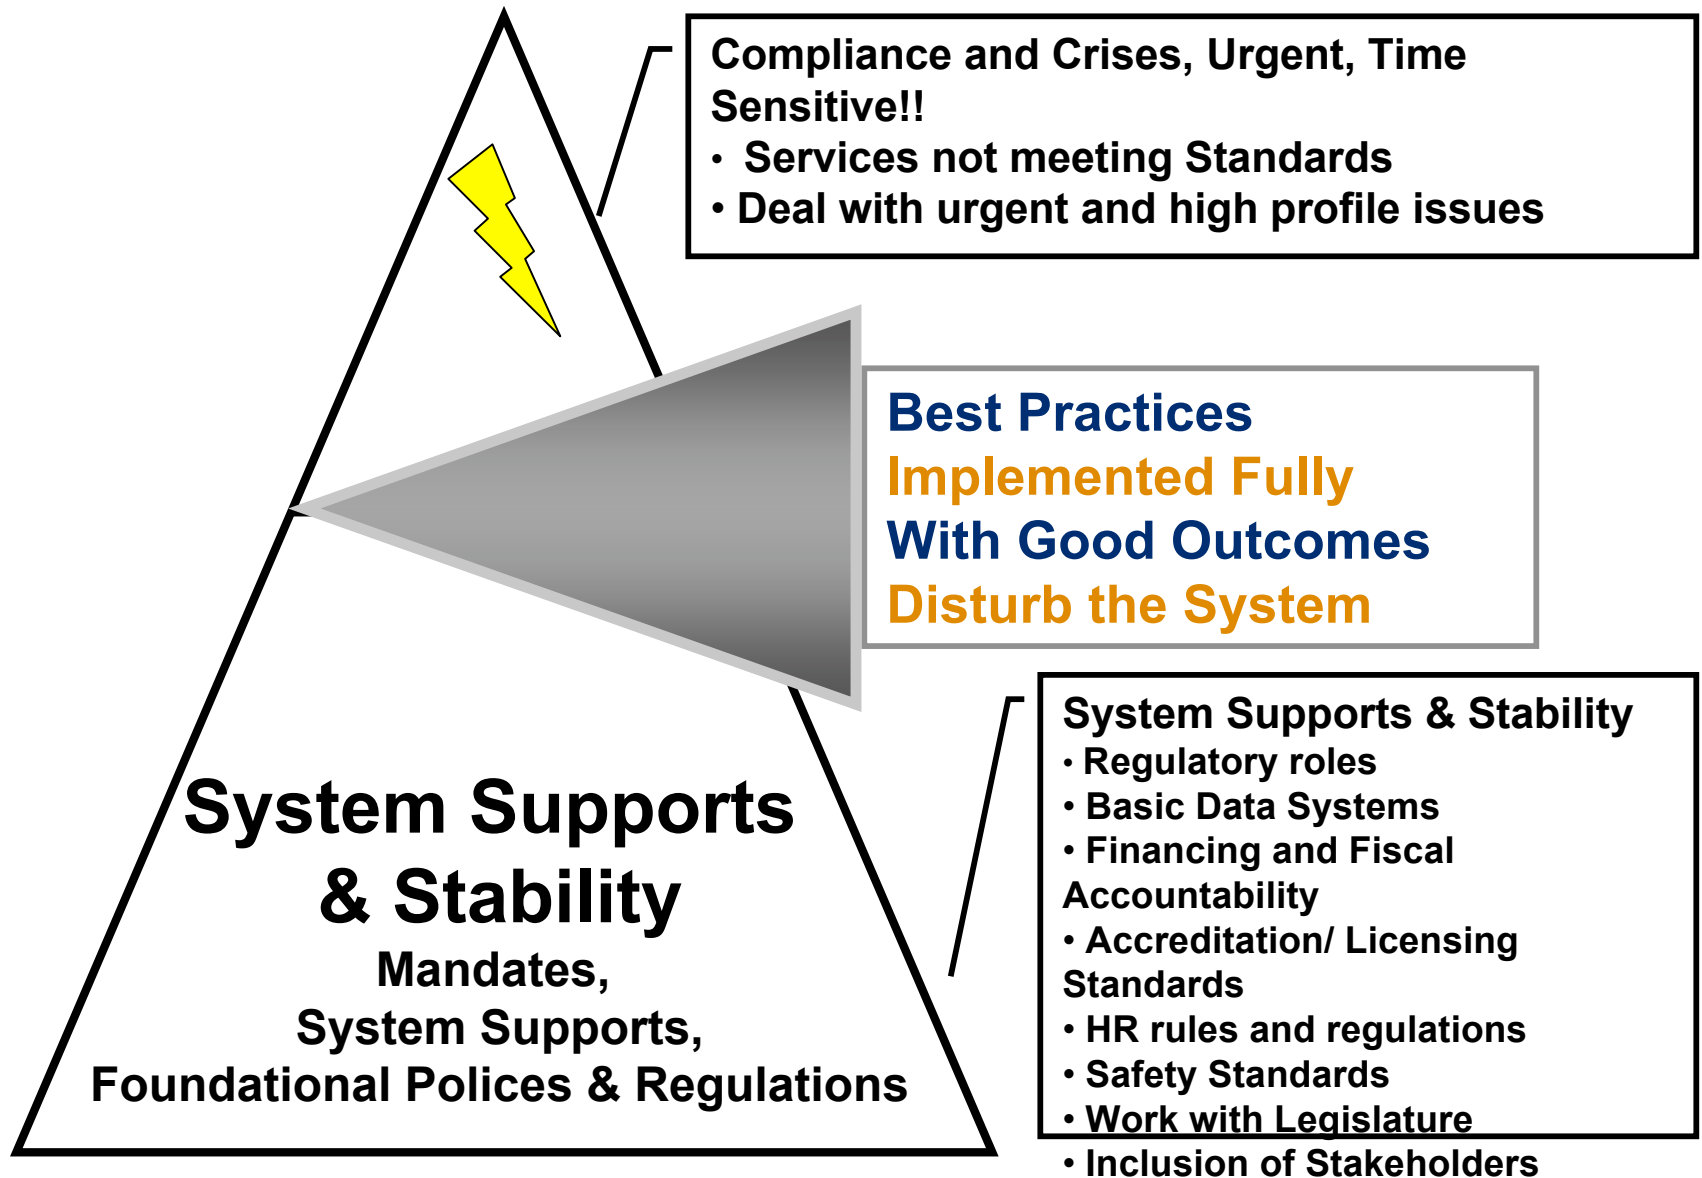 Compliance and Crises, Urgent, Time
Sensitive!!
• Services not meeting Standards
• Deal with urgent and high profile issues
Best Practices
Implemented Fully
With Good Outcomes
Disturb the System
System Supports
& Stability
Mandates,
System Supports,
Foundational Polices & Regulations
System Supports & Stability
• Regulatory roles
• Basic Data Systems
• Financing and Fiscal
Accountability
• Accreditation/ Licensing
Standards
• HR rules and regulations
• Safety Standards
• Work with Legislature
• Inclusion of Stakeholders